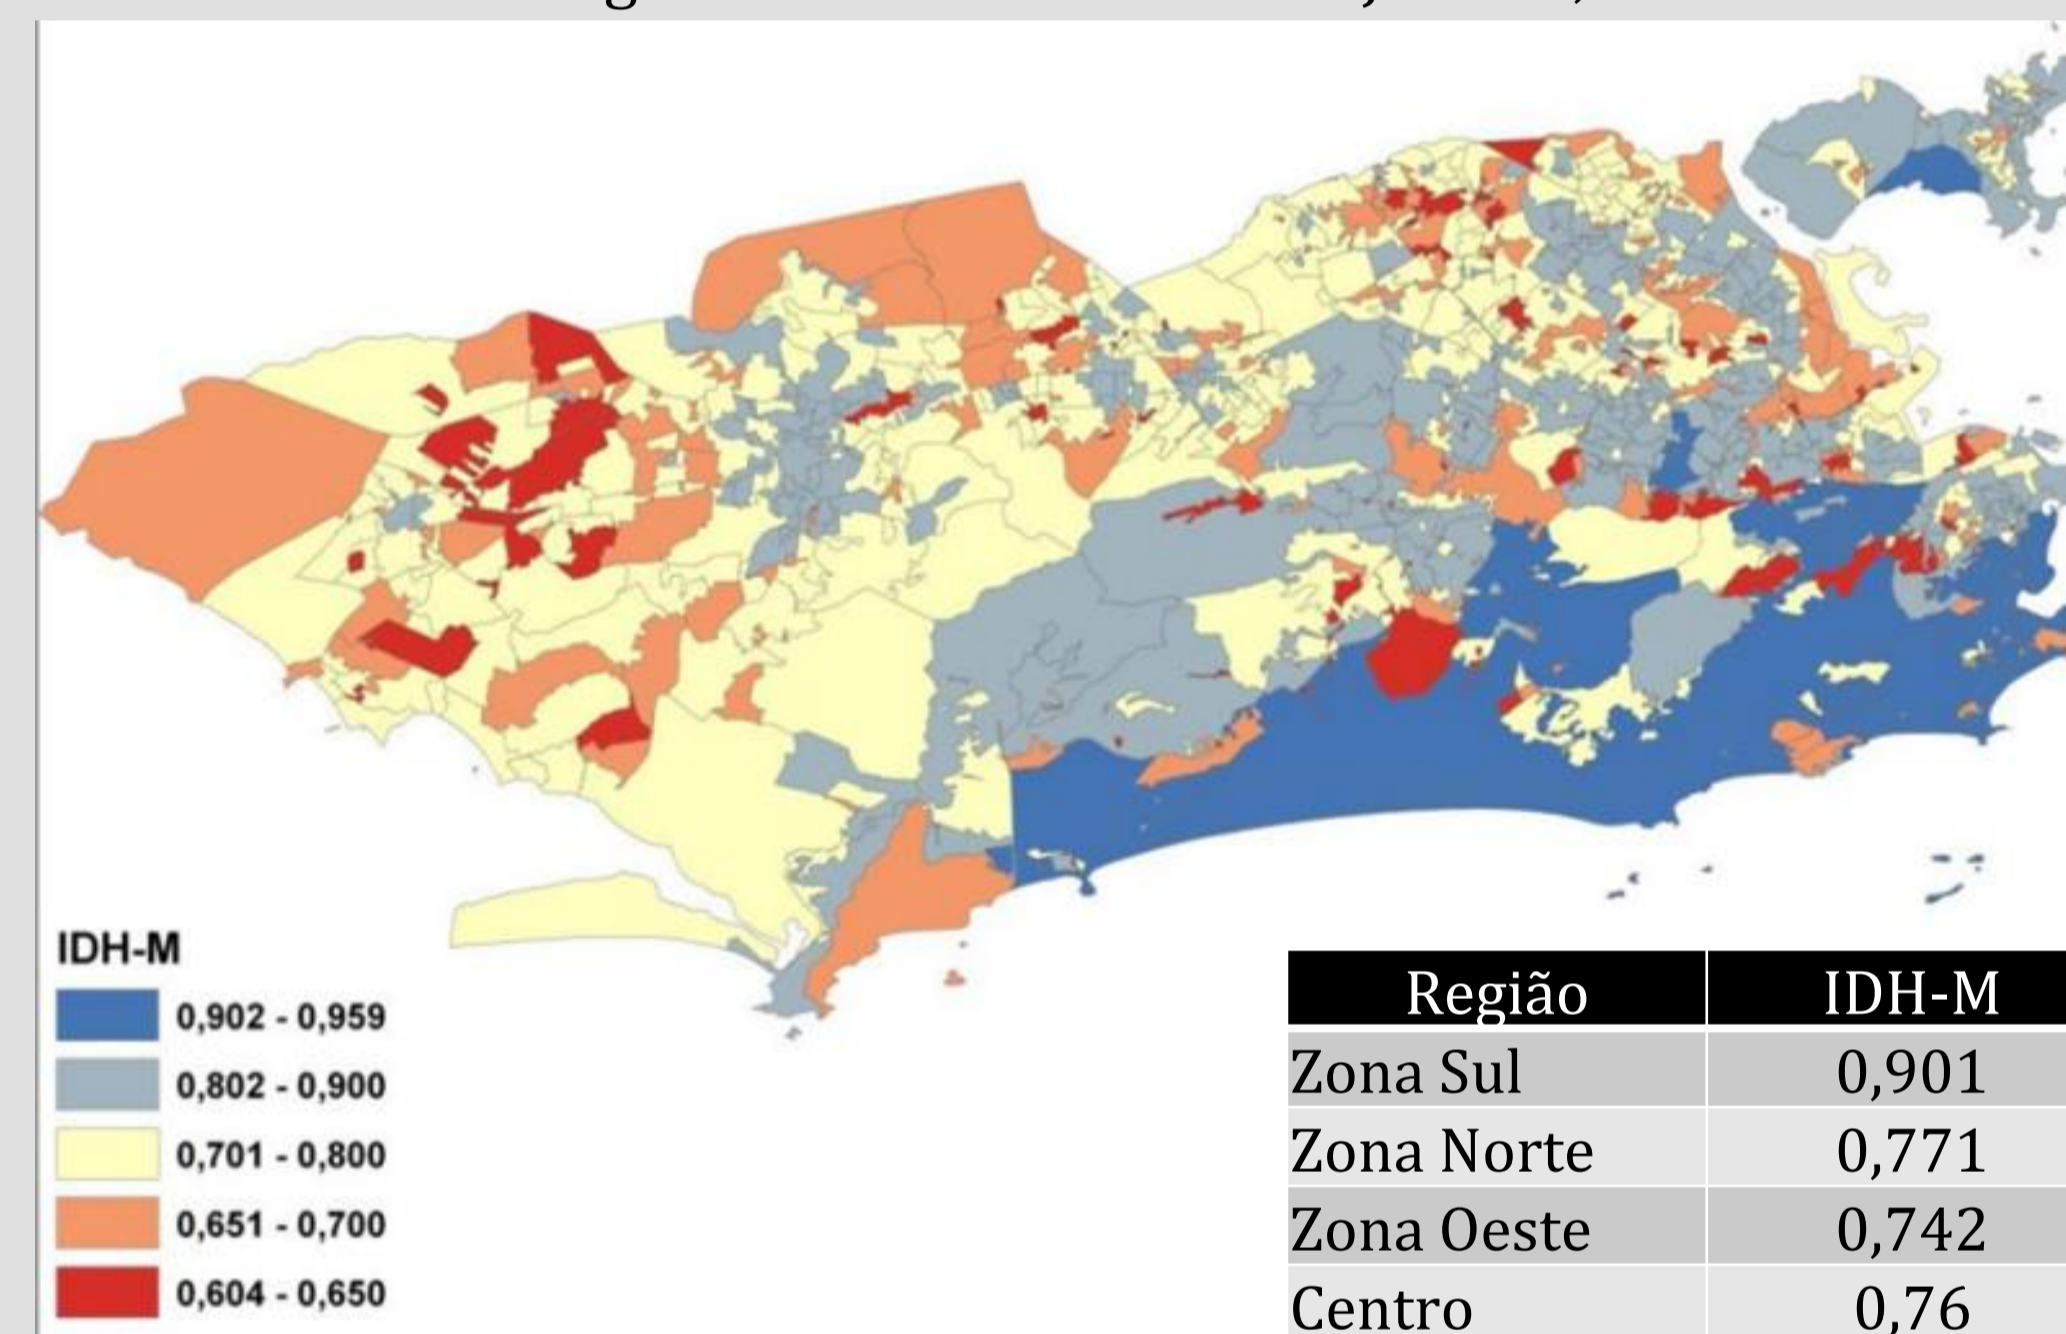 IDH-M
0,902 - 0,959
0,802 - 0,900
0,701 - 0,800
0,651 - 0,700
0,604 - 0,650
Região IDH-M
Zona Sul 0,901
Zona Norte 0,771
Zona Oeste 0,742
Centro 0,76